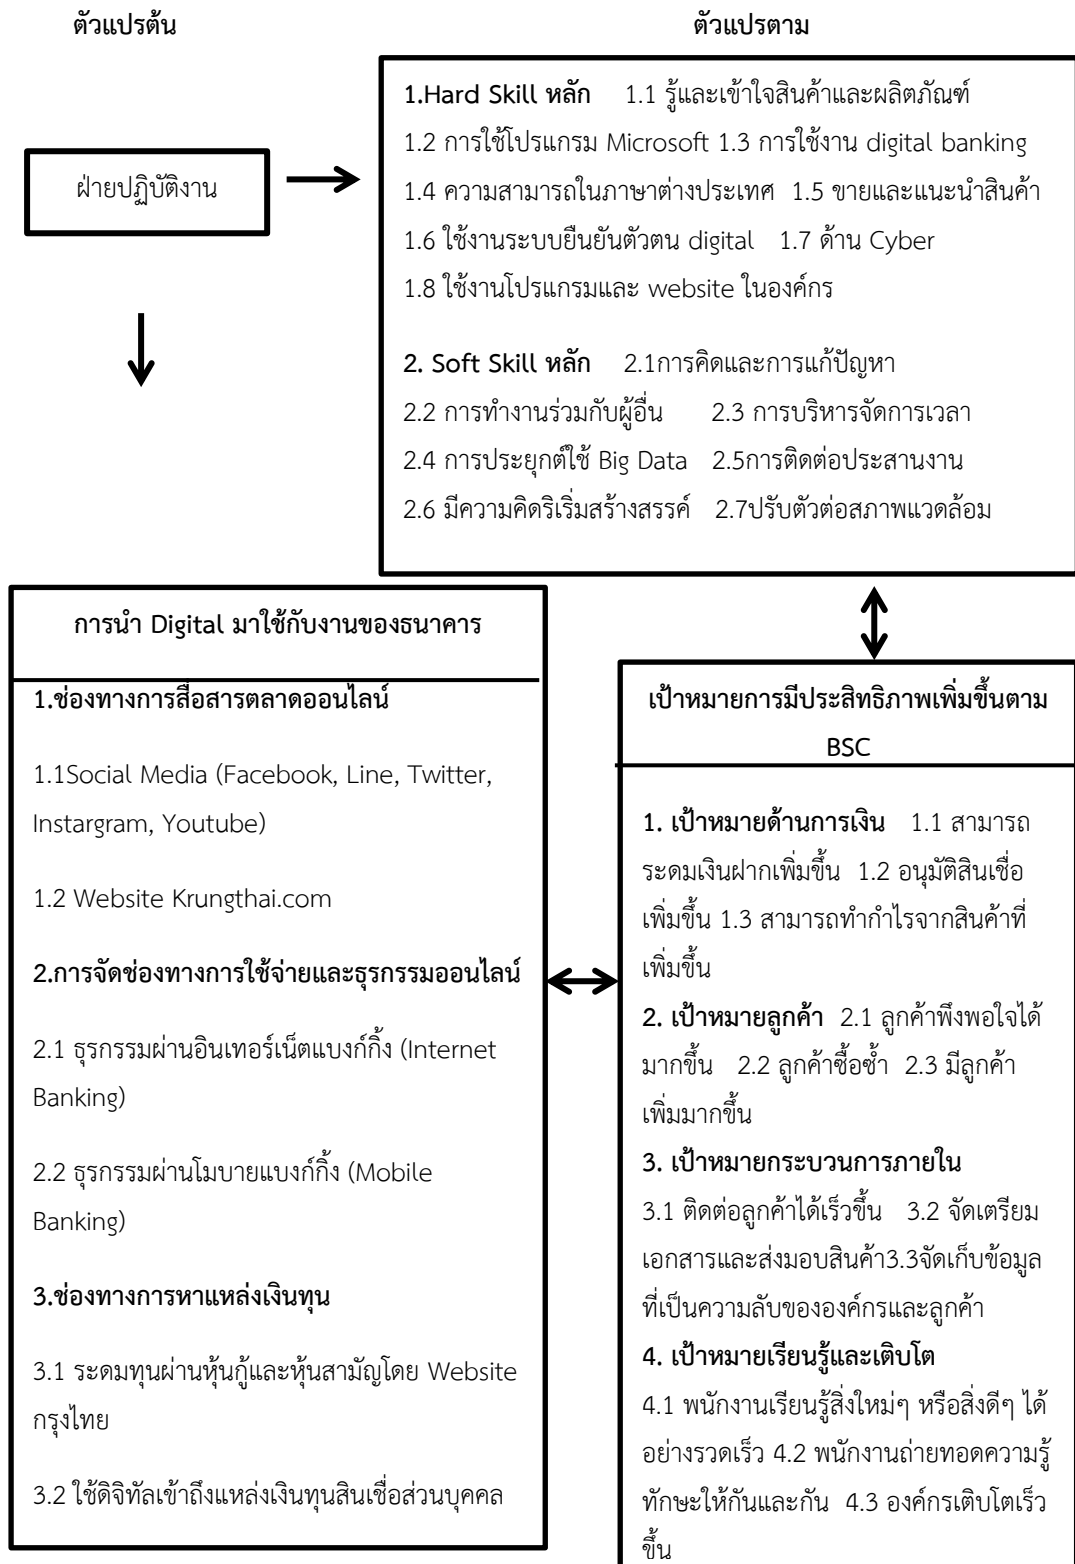 ตัวแปรต้น
ตัวแปรตาม
ฝ่ายปฏิบัติงาน
1.Hard Skill หลัก 1.1 รู้และเข้าใจสินค้าและผลิตภัณฑ์
1.2 การใช้โปรแกรม Microsoft 1.3 การใช้งาน digital banking
1.4 ความสามารถในภาษาต่างประเทศ 1.5 ขายและแนะนำสินค้า
1.6 ใช้งานระบบยืนยันตัวตน digital 1.7 ด้าน Cyber
1.8 ใช้งานโปรแกรมและ website ในองค์กร
2. Soft Skill หลัก 2.1การคิดและการแก้ปัญหา
2.2 การทำงานร่วมกับผู้อื่น 2.3 การบริหารจัดการเวลา
2.4 การประยุกต์ใช้ Big Data 2.5การติดต่อประสานงาน
2.6 มีความคิดริเริ่มสร้างสรรค์ 2.7ปรับตัวต่อสภาพแวดล้อม
การนำ Digital มาใช้กับงานของธนาคาร
1.ช่องทางการสื่อสารตลาดออนไลน์
1.1Social Media (Facebook, Line, Twitter,
Instargram, Youtube)
1.2 Website Krungthai.com
2.การจัดช่องทางการใช้จ่ายและธุรกรรมออนไลน์
2.1 ธุรกรรมผ่านอินเทอร์เน็ตแบงก์กิ้ง (Internet
Banking)
2.2 ธุรกรรมผ่านโมบายแบงก์กิ้ง (Mobile
Banking)
3.ช่องทางการหาแหล่งเงินทุน
3.1 ระดมทุนผ่านหุ้นกู้และหุ้นสามัญโดย Website
กรุงไทย
3.2 ใช้ดิจิทัลเข้าถึงแหล่งเงินทุนสินเชื่อส่วนบุคคล
เป้าหมายการมีประสิทธิภาพเพิ่มขึ้นตาม
BSC
1. เป้าหมายด้านการเงิน 1.1 สามารถ
ระดมเงินฝากเพิ่มขึ้น 1.2 อนุมัติสินเชื่อ
เพิ่มขึ้น 1.3 สามารถทำกำไรจากสินค้าที่
เพิ่มขึ้น
2. เป้าหมายลูกค้า 2.1 ลูกค้าพึงพอใจได้
มากขึ้น 2.2 ลูกค้าซื้อซ้ำ 2.3 มีลูกค้า
เพิ่มมากขึ้น
3. เป้าหมายกระบวนการภายใน
3.1 ติดต่อลูกค้าได้เร็วขึ้น 3.2 จัดเตรียม
เอกสารและส่งมอบสินค้า3.3จัดเก็บข้อมูล
ที่เป็นความลับขององค์กรและลูกค้า
4. เป้าหมายเรียนรู้และเติบโต
4.1 พนักงานเรียนรู้สิ่งใหม่ๆ หรือสิ่งดีๆ ได้
อย่างรวดเร็ว 4.2 พนักงานถ่ายทอดความรู้
ทักษะให้กันและกัน 4.3 องค์กรเติบโตเร็ว
ขึ้น